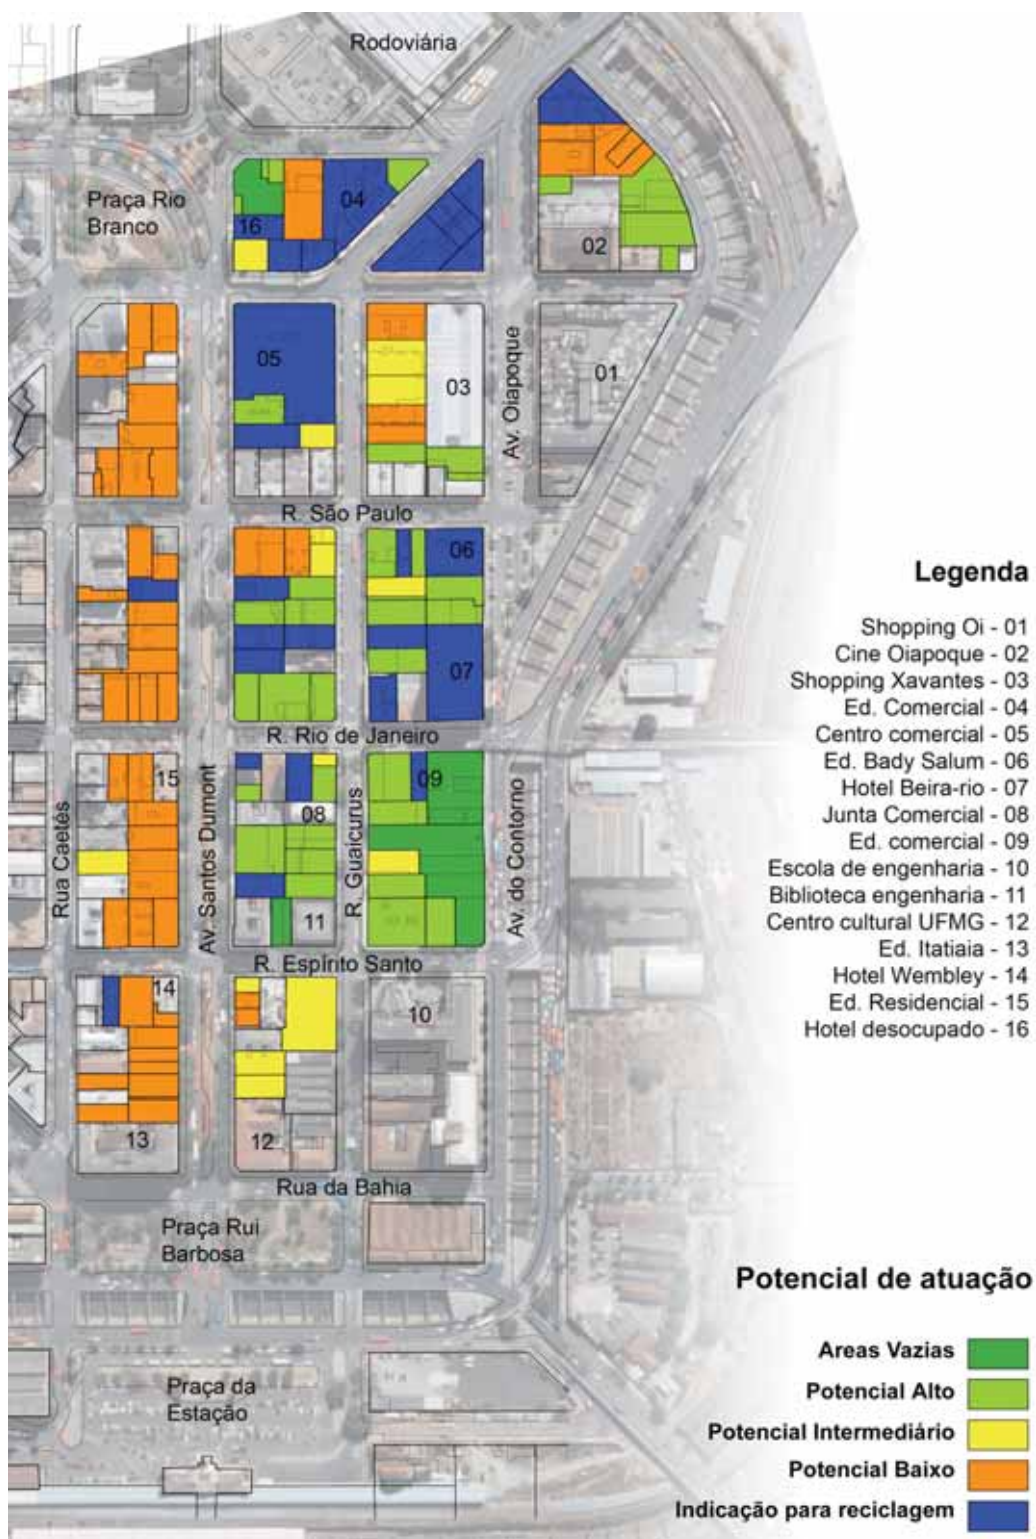 Rodoviária
Praça Rio
Branco
04
16
02
05
03
01
Av. Oiapoque
R. São Paulo
06
07
R. Rio de Janeiro
15
09
08
11
Rua Caetés
Av. Santos Dumont
R. Guaicurus
Av. do Contorno
R. Espírito Santo
14
10
13
12
Rua da Bahia
Praça Rui
Barbosa
Praça da
Estação
Legenda
Shopping Oi - 01
Cine Oiapoque - 02
Shopping Xavantes - 03
Ed. Comercial - 04
Centro comercial - 05
Ed. Bady Salum - 06
Hotel Beira-rio - 07
Junta Comercial - 08
Ed. comercial - 09
Escola de engenharia - 10
Biblioteca engenharia - 11
Centro cultural UFMG - 12
Ed. Itatiaia - 13
Hotel Wembley - 14
Ed. Residencial - 15
Hotel desocupado - 16
Potencial de atuação
Areas Vazias
Potencial Alto
Potencial Intermediário
Potencial Baixo
Indicação para reciclagem